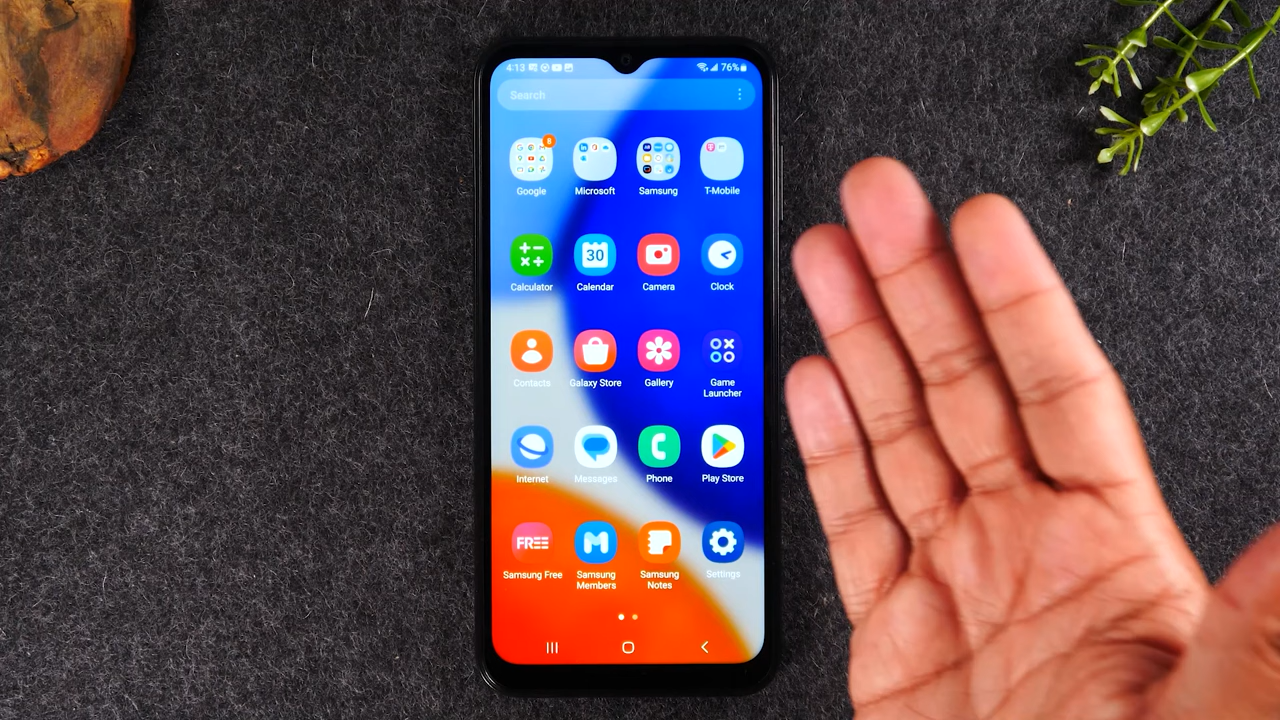 4:13
76%
Search
8
Google
Microsoft
Samsung
T-Mobile
30
Calculator
Calendar
Camera
Clock
Contacts
Galaxy Store
Gallery
Game
Launcher
Internet
Messages
Phone
Play Store
FREE
Samsung Free
Samsung
Members
Samsung
Notes
Settings